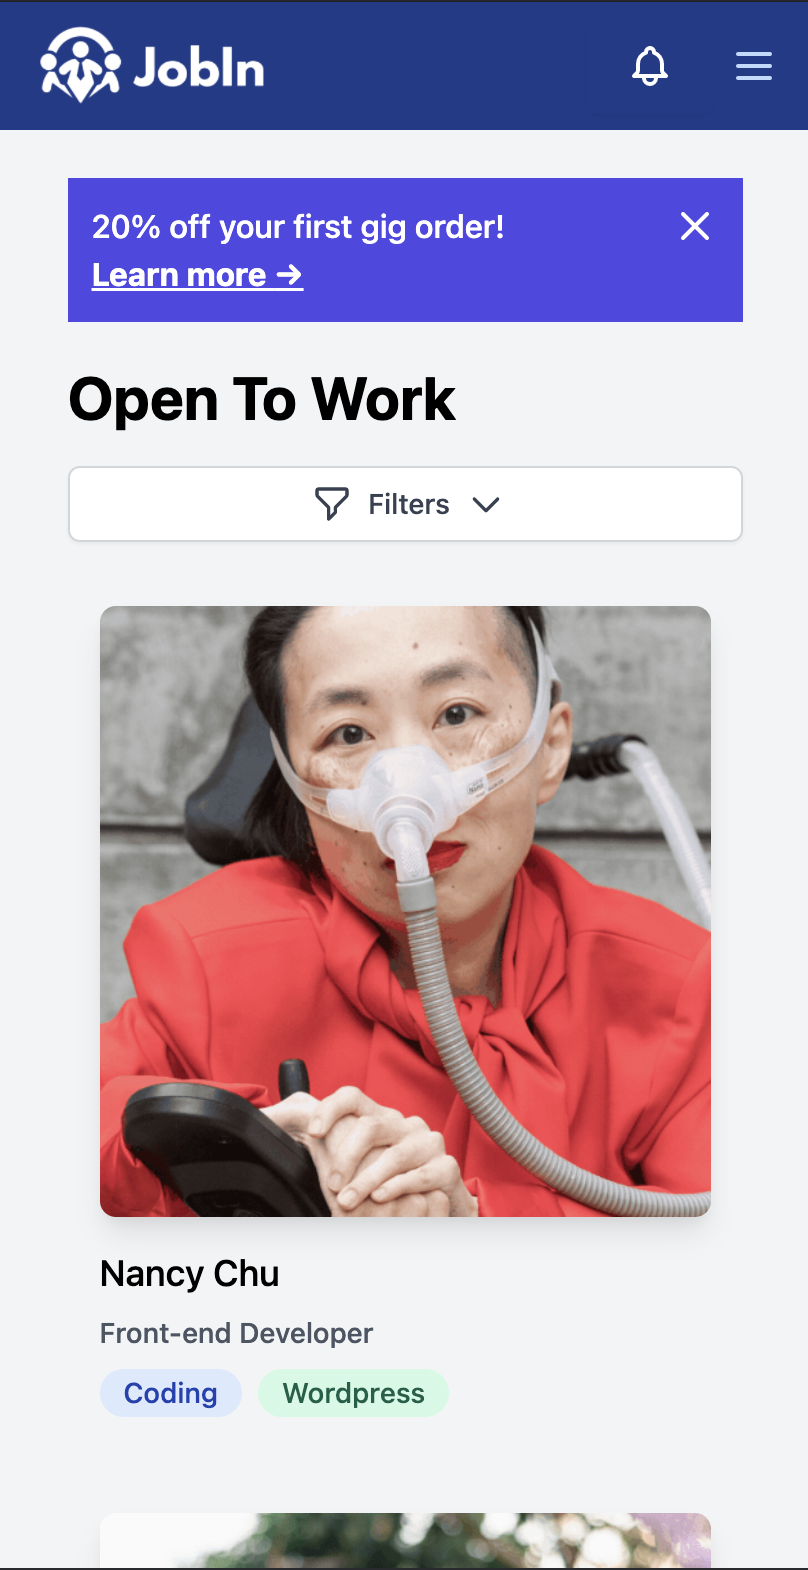 JobIn
20% off your first gig order!
Learn more →
Open To Work
Filters
Nancy Chu
Front-end Developer
Coding
Wordpress